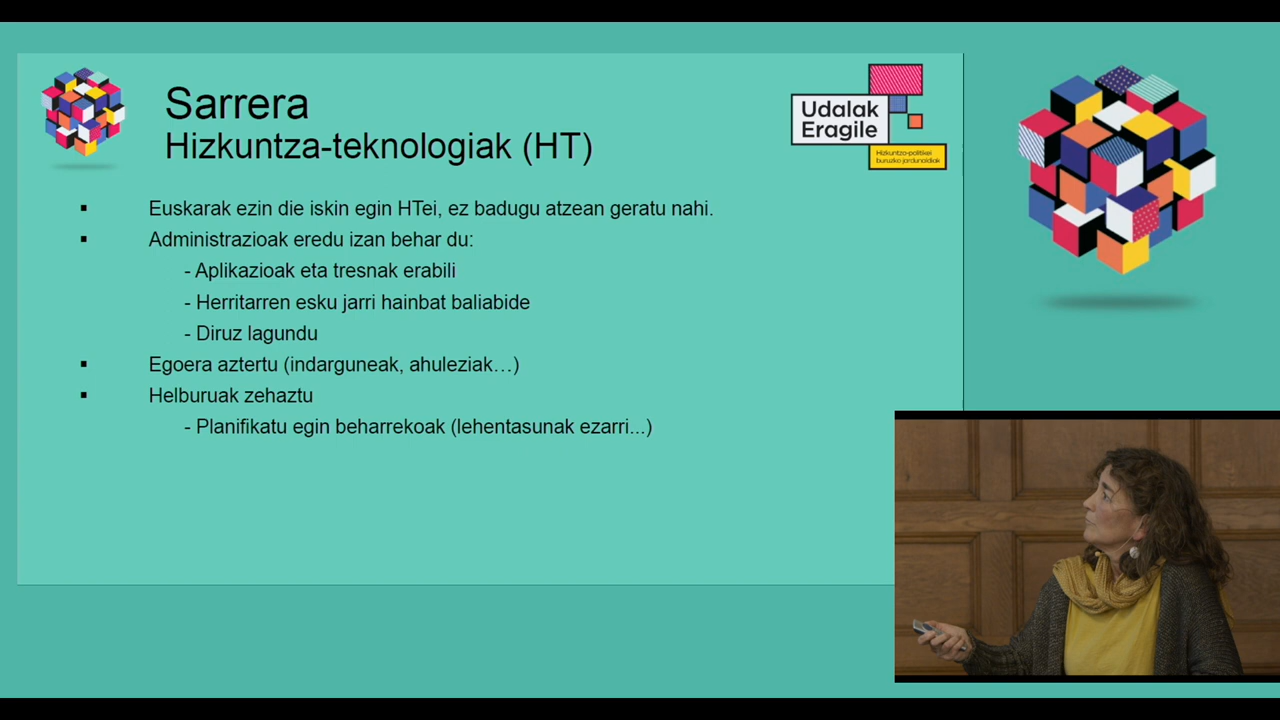 Sarrera
Hizkuntza-teknologiak (HT)
Udalak
Eragile
Hizkuntza-politikei
buruzko jardunaldiak
▪ Euskarak ezin die iskin egin HTei, ez badugu atzean geratu nahi.
▪ Administrazioak eredu izan behar du:
- Aplikazioak eta tresnak erabili
- Herritarren esku jarri hainbat baliabide
- Diruz lagundu
▪ Egoera aztertu (indarguneak, ahuleziak…)
▪ Helburuak zehaztu
- Planifikatu egin beharrekoak (lehentasunak ezarri...)